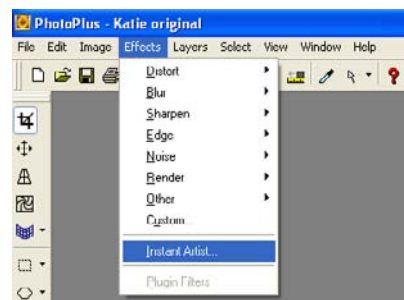 PhotoPlus - Katie original
File Edit Image Effects Layers Select View Window Help
Distort
Blur
Sharpen
Edge
Noise
Render
Other
Custom...
Instant Artist...
Plugin Filters